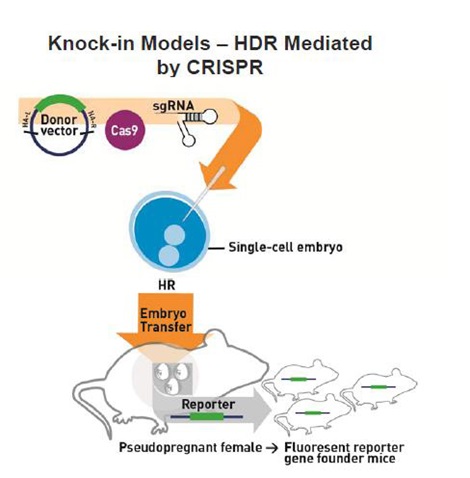 Knock-in Models – HDR Mediated
by CRISPR
sgRNA
HA-L
Donor
vector
HA-R
Cas9
Single-cell embryo
HR
Embryo
Transfer
Reporter
Pseudopregnant female → Fluoresent reporter
gene founder mice